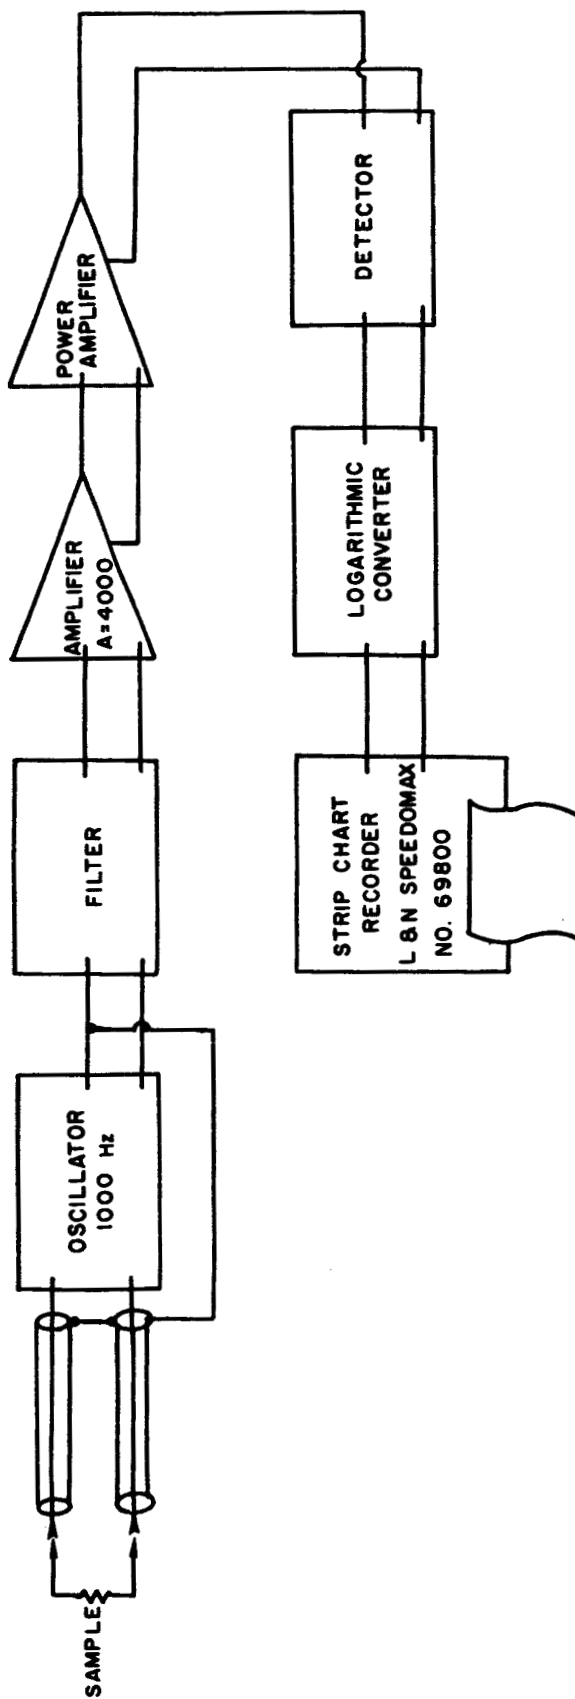 SAMPLE
OSCILLATOR
1000 Hz
FILTER
AMPLIFIER
A=4000
POWER
AMPLIFIER
DETECTOR
LOGARITHMIC
CONVERTER
STRIP CHART
RECORDER
L & N SPEEDOMAX
NO. 69800